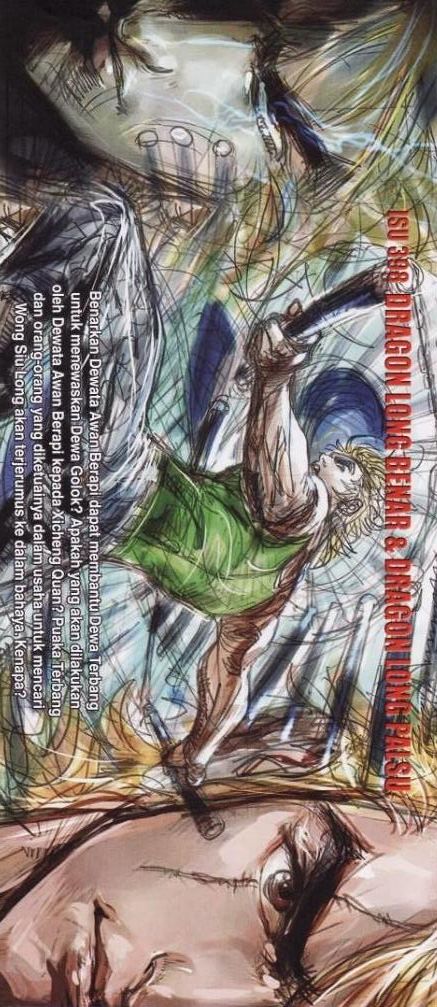 ISU 398 DRAGON LONG BENAR & DRAGON LONG PALSU
Benarkan Dewata Awan Berapi dapat membantu Dewa Terbang
untuk menewaskan Dewa Golok? Apakah yang akan dilakukan
oleh Dewata Awan Berapi kepada Xicheng Quan? Puaka Terbang
dan orang-orang yang diketuainya dalam usaha untuk mencari
Wong Siu Long akan terjerumus ke dalam bahaya. Kenapa?